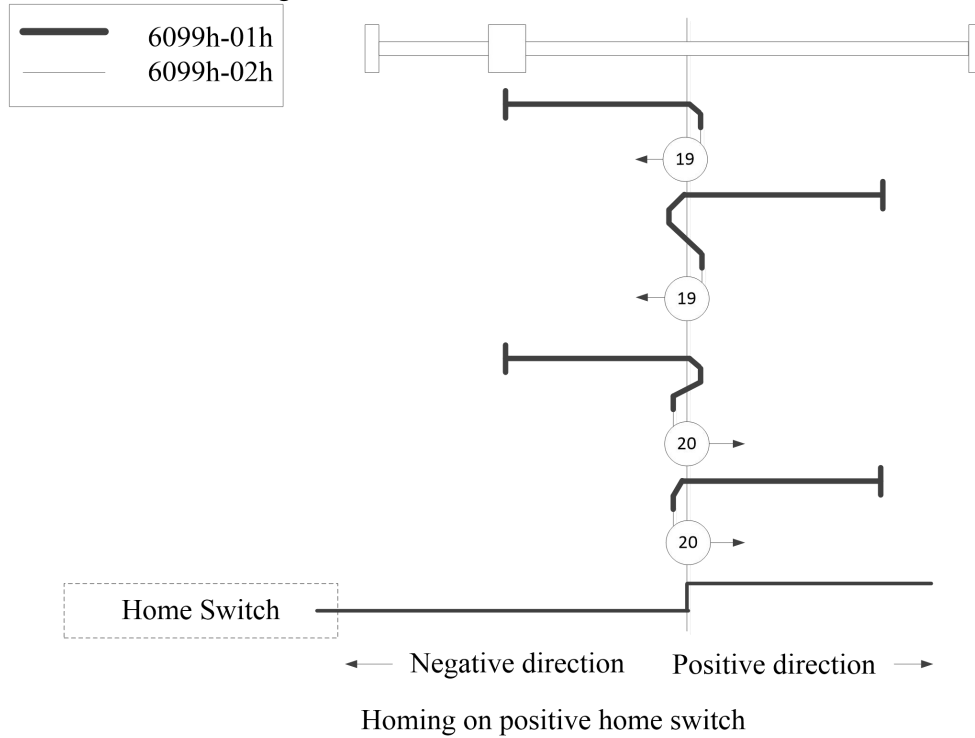 6099h-01h
6099h-02h
19
19
20
20
Home Switch
Negative direction
Positive direction
Homing on positive home switch